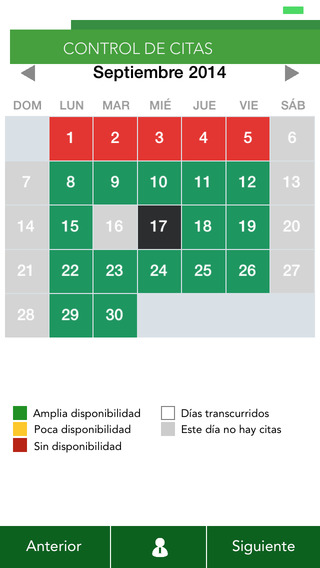 CONTROL DE CITAS
Septiembre 2014
DOM LUN MAR MIÉ JUE VIE SÁB
1 2 3 4 5 6
7 8 9 10 11 12 13
14 15 16 17 18 19 20
21 22 23 24 25 26 27
28 29 30
Amplia disponibilidad Días transcurridos
Poca disponibilidad Este día no hay citas
Sin disponibilidad
Anterior Siguiente